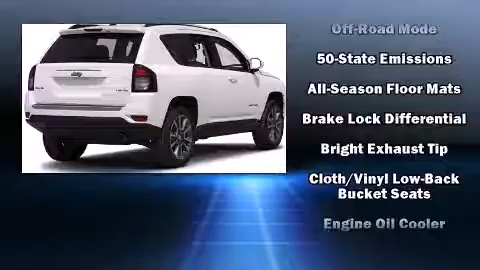 Off-Road Mode
50-State Emissions
All-Season Floor Mats
Brake Lock Differential
Bright Exhaust Tip
Cloth/Vinyl Low-Back
Bucket Seats
Engine Oil Cooler
Jeep